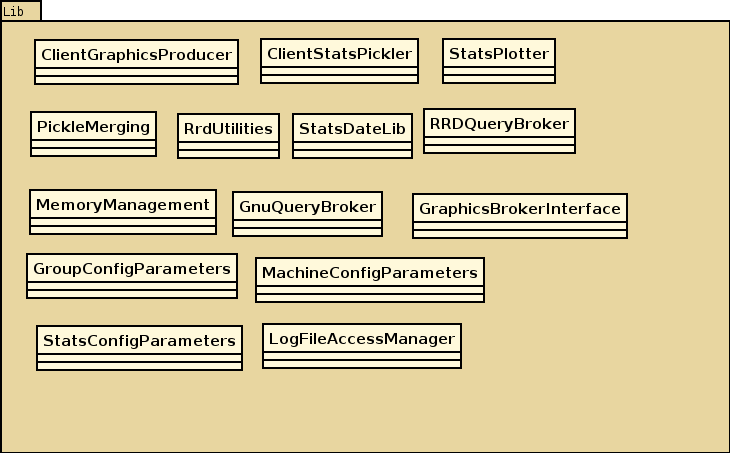 Lib
ClientGraphicsProducer
ClientStatsPickler
StatsPlotter
PickleMerging
RrdUtilities
StatsDateLib
RRDQueryBroker
MemoryManagement
GnuQueryBroker
GraphicsBrokerInterface
GroupConfigParameters
MachineConfigParameters
StatsConfigParameters
LogFileAccessManager